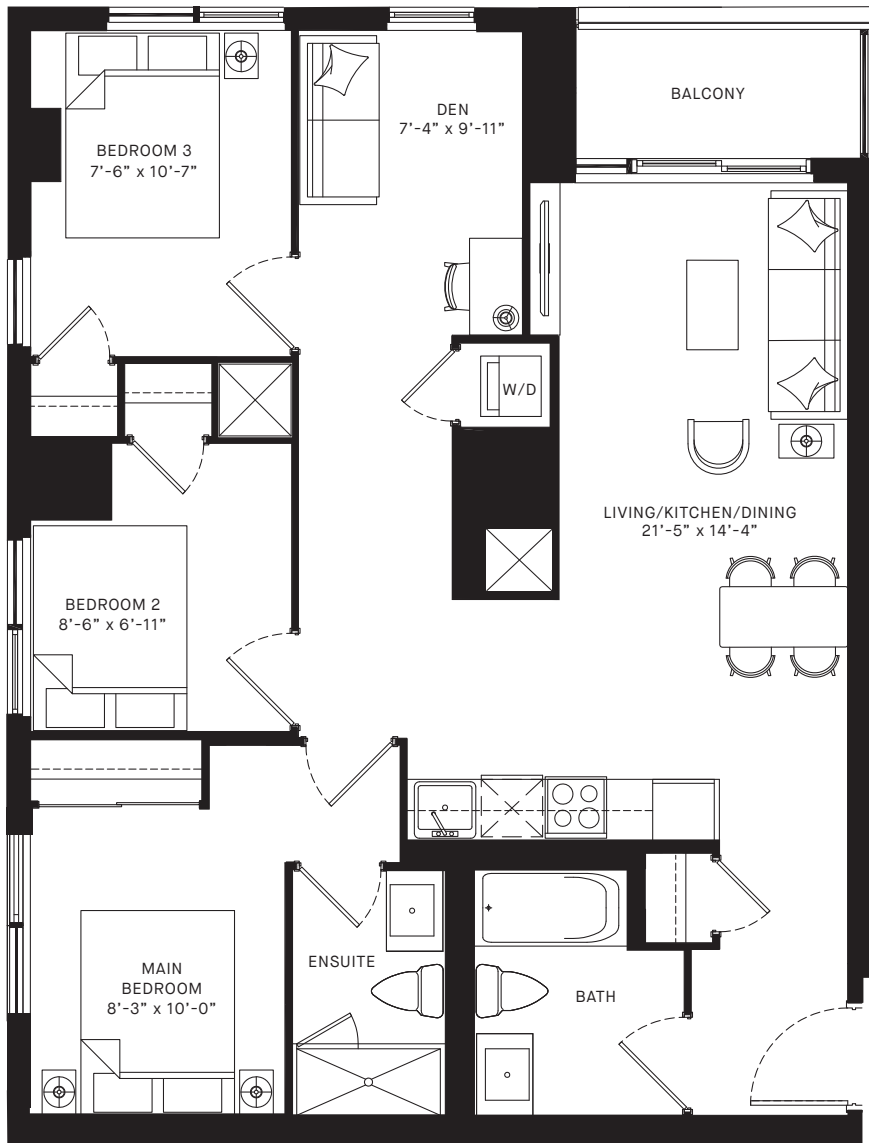 BALCONY
DEN
7'-4” x 9'-11”
BEDROOM 3
7'-6” x 10'-7”
W/D
LIVING/KITCHEN/DINING
21'-5” x 14'-4”
BEDROOM 2
8'-6” x 6'-11”
ENSUITE
MAIN
BEDROOM
8'-3” x 10'-0”
BATH